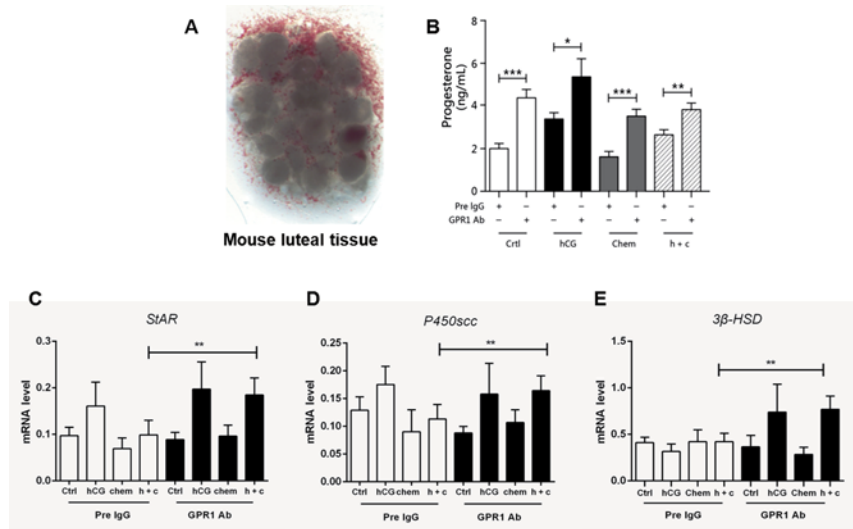 A
Mouse luteal tissue
B
Progesterone
(ng/mL)
8
6
4
2
0
***
*
***
**
Pre IgG + – + – + – + –
GPR1 Ab – + – + – + – +
Crtl hCG Chem h + c
C
StAR
mRNA level
0.3
0.2
0.1
0.0
**
Ctrl hCG chem h + c Ctrl hCG chem h + c
Pre IgG GPR1 Ab
D
P450scc
mRNA level
0.25
0.20
0.15
0.10
0.05
0.00
**
Ctrl hCG chem h + c Ctrl hCG chem h + c
Pre IgG GPR1 Ab
E
3β-HSD
mRNA level
1.5
1.0
0.5
0.0
**
Ctrl hCG Chem h + c Ctrl hCG chem h + c
Pre IgG GPR1 Ab